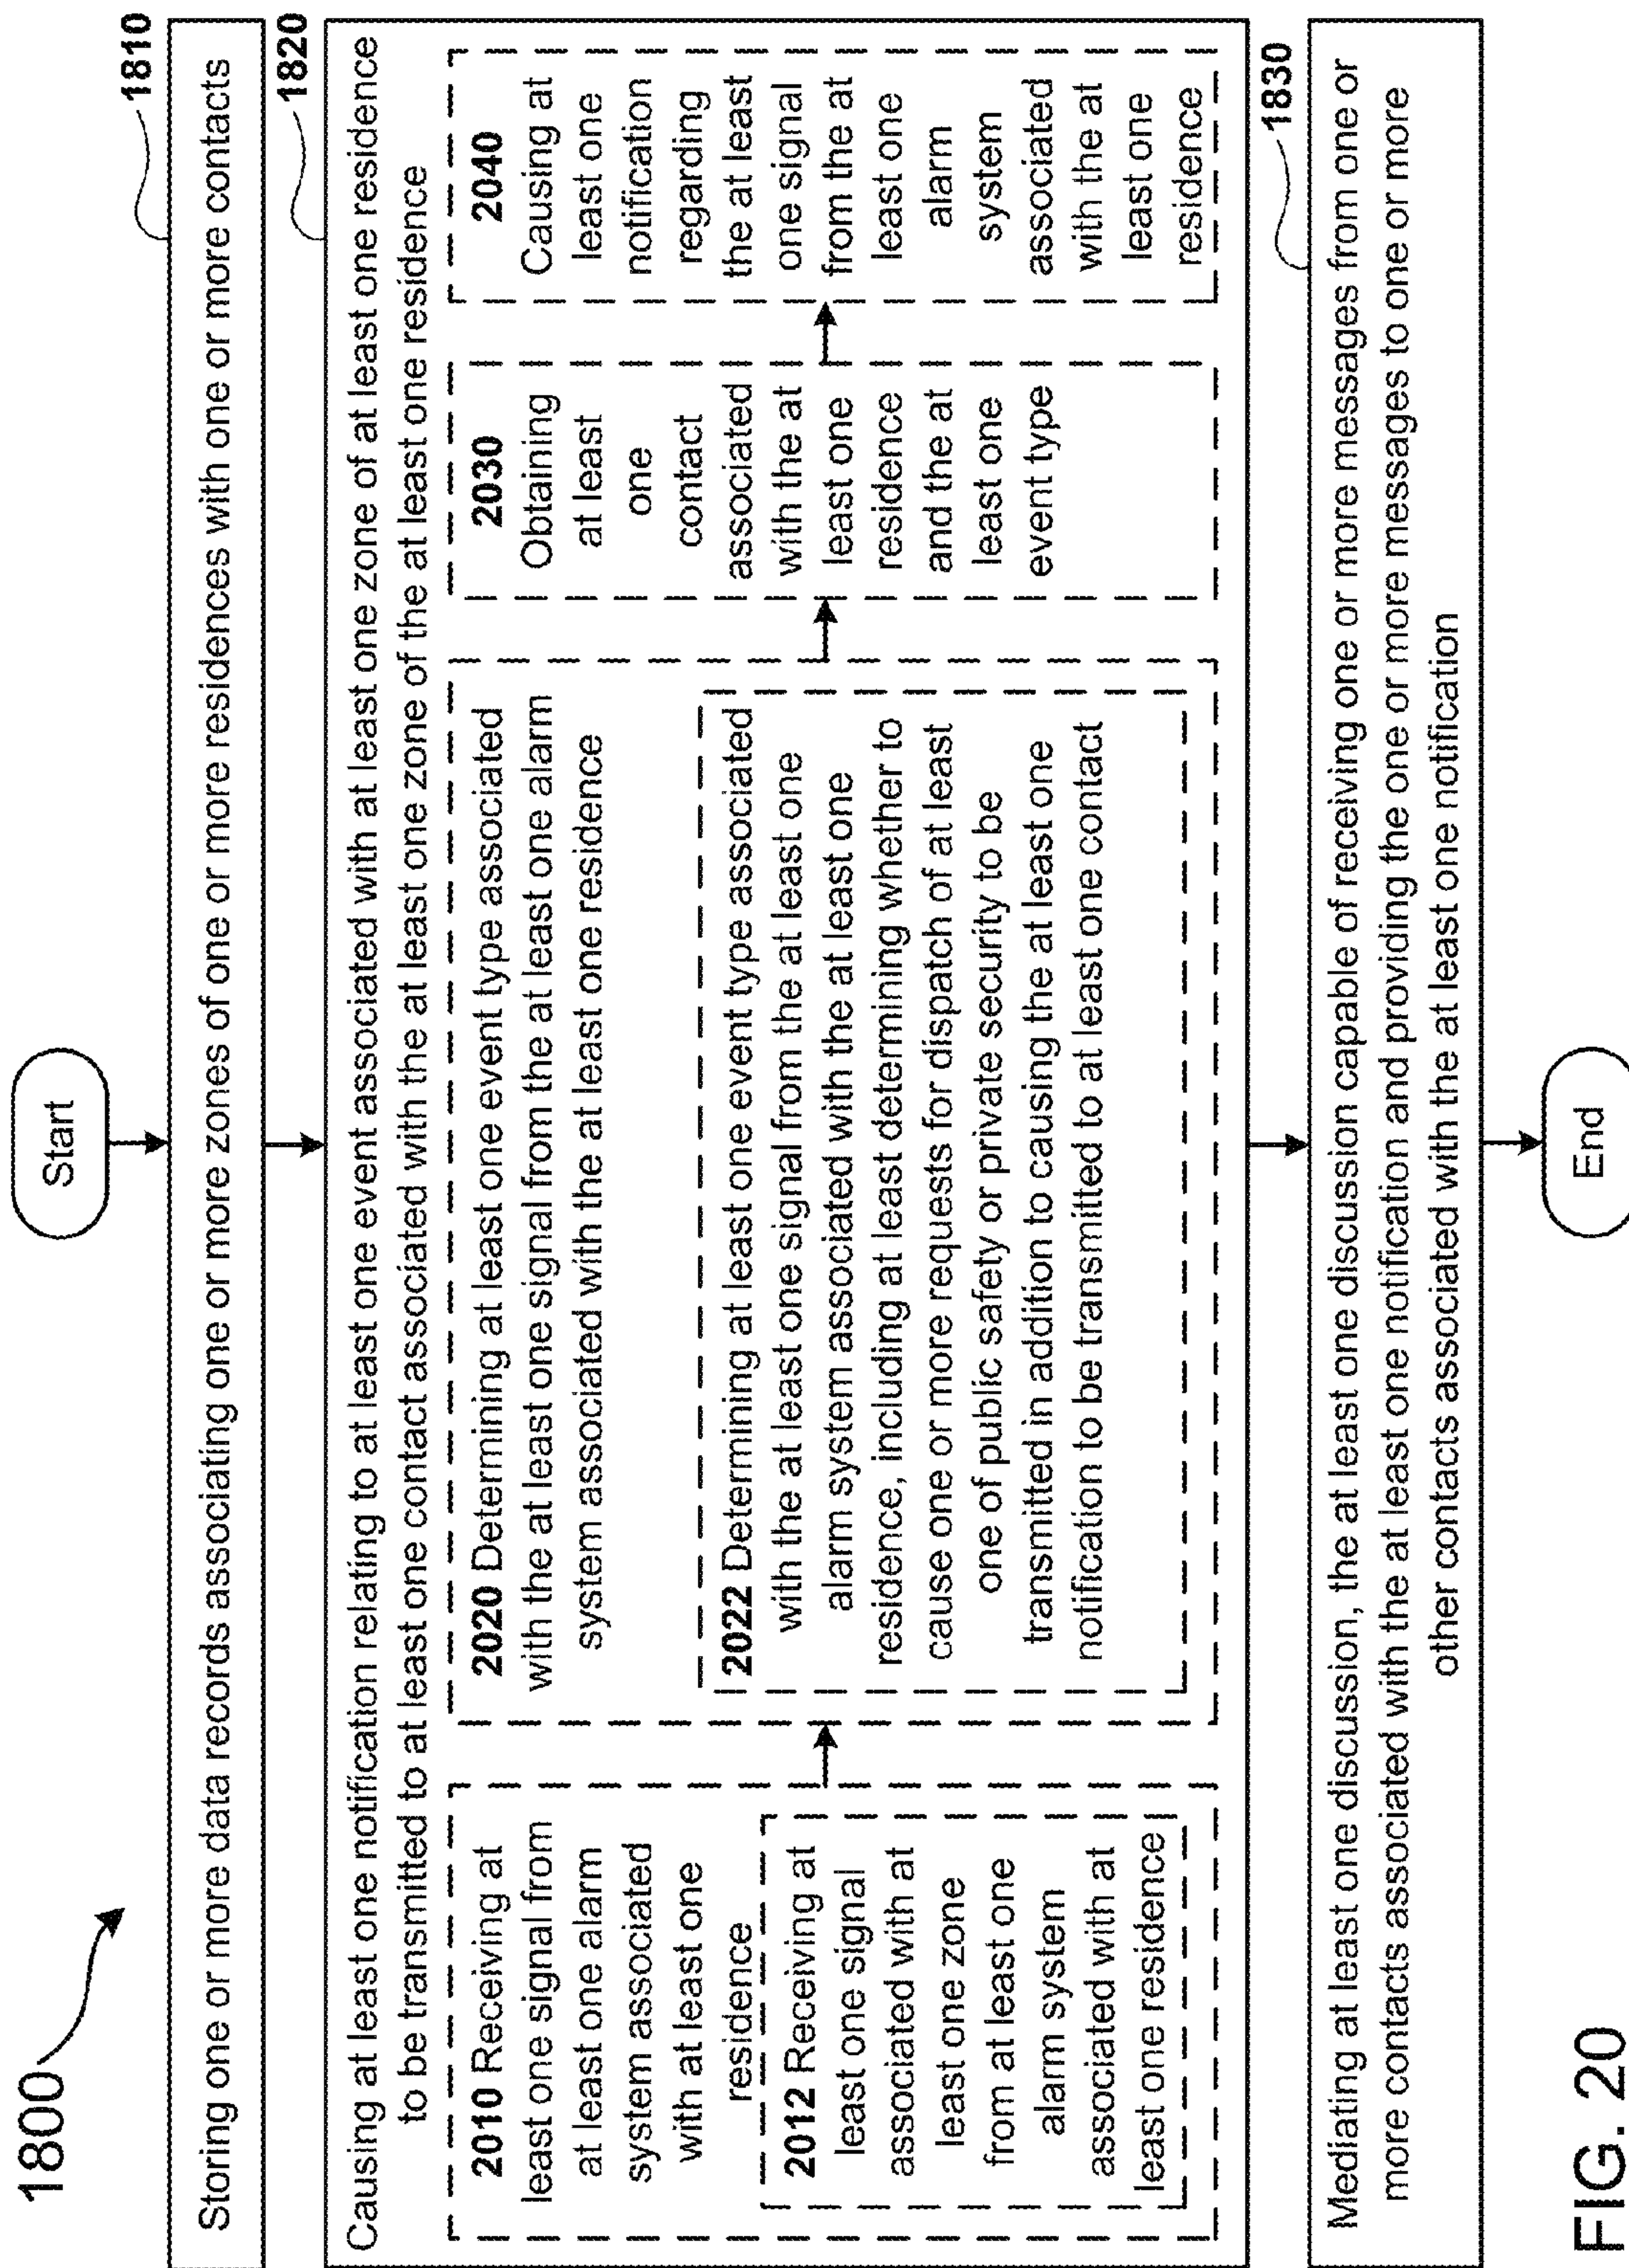 1800
Start
1810
Storing one or more data records associating one or more zones of one or more residences with one or more contacts
1820
Causing at least one notification relating to at least one event associated with at least one zone of at least one residence
to be transmitted to at least one contact associated with the at least one zone of the at least one residence
2010 Receiving at
least one signal from
at least one alarm
system associated
with at least one
residence
2012 Receiving at
least one signal
associated with at
least one zone
from at least one
alarm system
associated with at
least one residence
2020 Determining at least one event type associated
with the at least one signal from the at least one alarm
system associated with the at least one residence
2022 Determining at least one event type associated
with the at least one signal from the at least one
alarm system associated with the at least one
residence, including at least determining whether to
cause one or more requests for dispatch of at least
one of public safety or private security to be
transmitted in addition to causing the at least one
notification to be transmitted to at least one contact
2030
Obtaining
at least
one
contact
associated
with the at
least one
residence
and the at
least one
event type
2040
Causing at
least one
notification
regarding
the at least
one signal
from the at
least one
alarm
system
associated
with the at
least one
residence
1830
Mediating at least one discussion, the at least one discussion capable of receiving one or more messages from one or
more contacts associated with the at least one notification and providing the one or more messages to one or more
other contacts associated with the at least one notification
End
FIG. 20